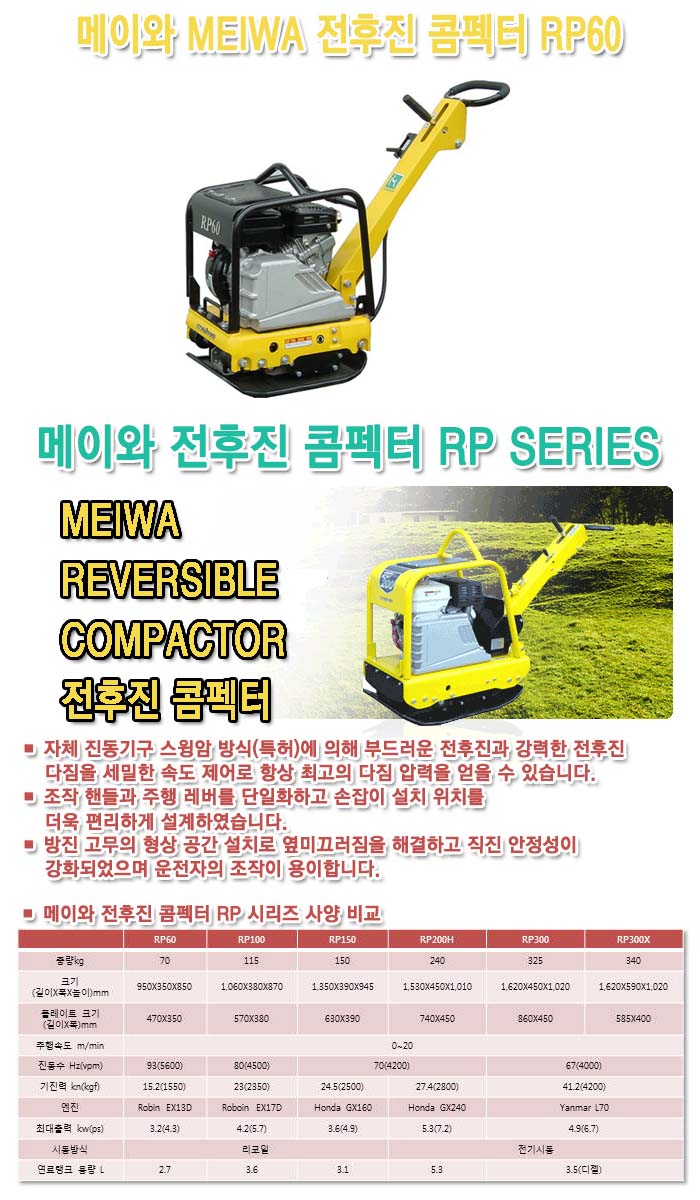 메이와 MEIWA 전후진 콤펙터 RP60
RP60
메이와 전후진 콤펙터 RP SERIES
MEIWA
REVERSIBLE
COMPACTOR
전후진 콤펙터
■ 자체 진동기구 스윙암 방식(특허)에 의해 부드러운 전후진과 강력한 전후진
다짐을 세밀한 속도 제어로 항상 최고의 다짐 압력을 얻을 수 있습니다.
■ 조작 핸들과 주행 레버를 단일화하고 손잡이 설치 위치를
더욱 편리하게 설계하였습니다.
■ 방진 고무의 형상 공간 설치로 옆미끄러짐을 해결하고 직진 안정성이
강화되었으며 운전자의 조작이 용이합니다.
■ 메이와 전후진 콤펙터 RP 시리즈 사양 비교
RP60 RP100 RP150 RP200H RP300 RP300X
중량kg 70 115 150 240 325 340
크기
(길이X폭X높이)mm 950X350X850 1,060X380X870 1,350X390X945 1,530X450X1,010 1,620X450X1,020 1,620X590X1,020
플레이트 크기
(길이X폭)mm 470X350 570X380 630X390 740X450 860X450 585X400
주행속도 m/min 0~20
진동수 Hz(vpm) 93(5600) 80(4500) 70(4200) 67(4000)
기진력 kn(kgf) 15.2(1550) 23(2350) 24.5(2500) 27.4(2800) 41.2(4200)
엔진 Robin EX13D Roboin EX17D Honda GX160 Honda GX240 Yanmar L70
최대출력 kw(ps) 3.2(4.3) 4.2(5.7) 3.6(4.9) 5.3(7.2) 4.9(6.7)
시동방식 리코일 전기시동
연료탱크 용량 L 2.7 3.6 3.1 5.3 3.5(디젤)